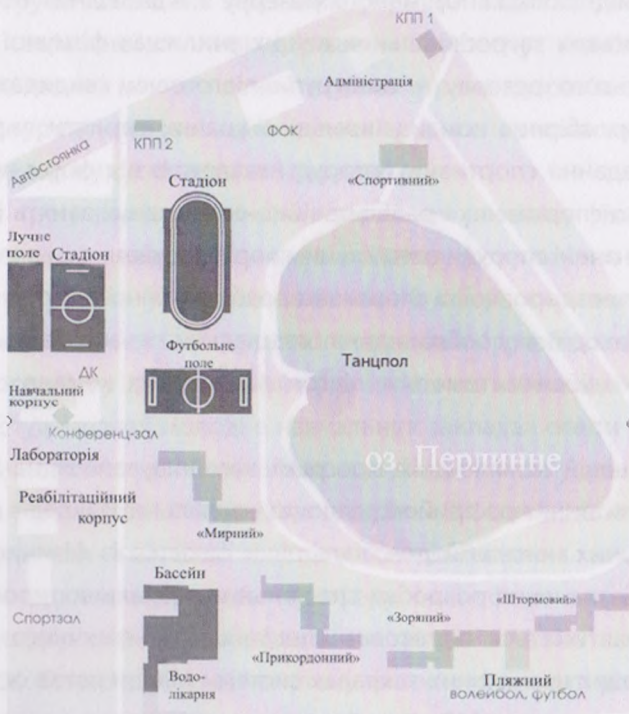 КПП 1
Адміністрація
ФОК
КПП 2
Автостоянка
«Спортивний»
Стадіон
Лучне
поле
Стадіон
Футбольне
поле
Танцпол
ДК
Навчальний
корпус
Конференц-зал
оз. Перлинне
Лабораторія
Реабілітаційний
корпус
«Мирний»
Басейн
«Штормовий»
«Зоряний»
Спортзал
«Прикордонний»
Водо-
лікарня
Пляжний
волейбол, футбол